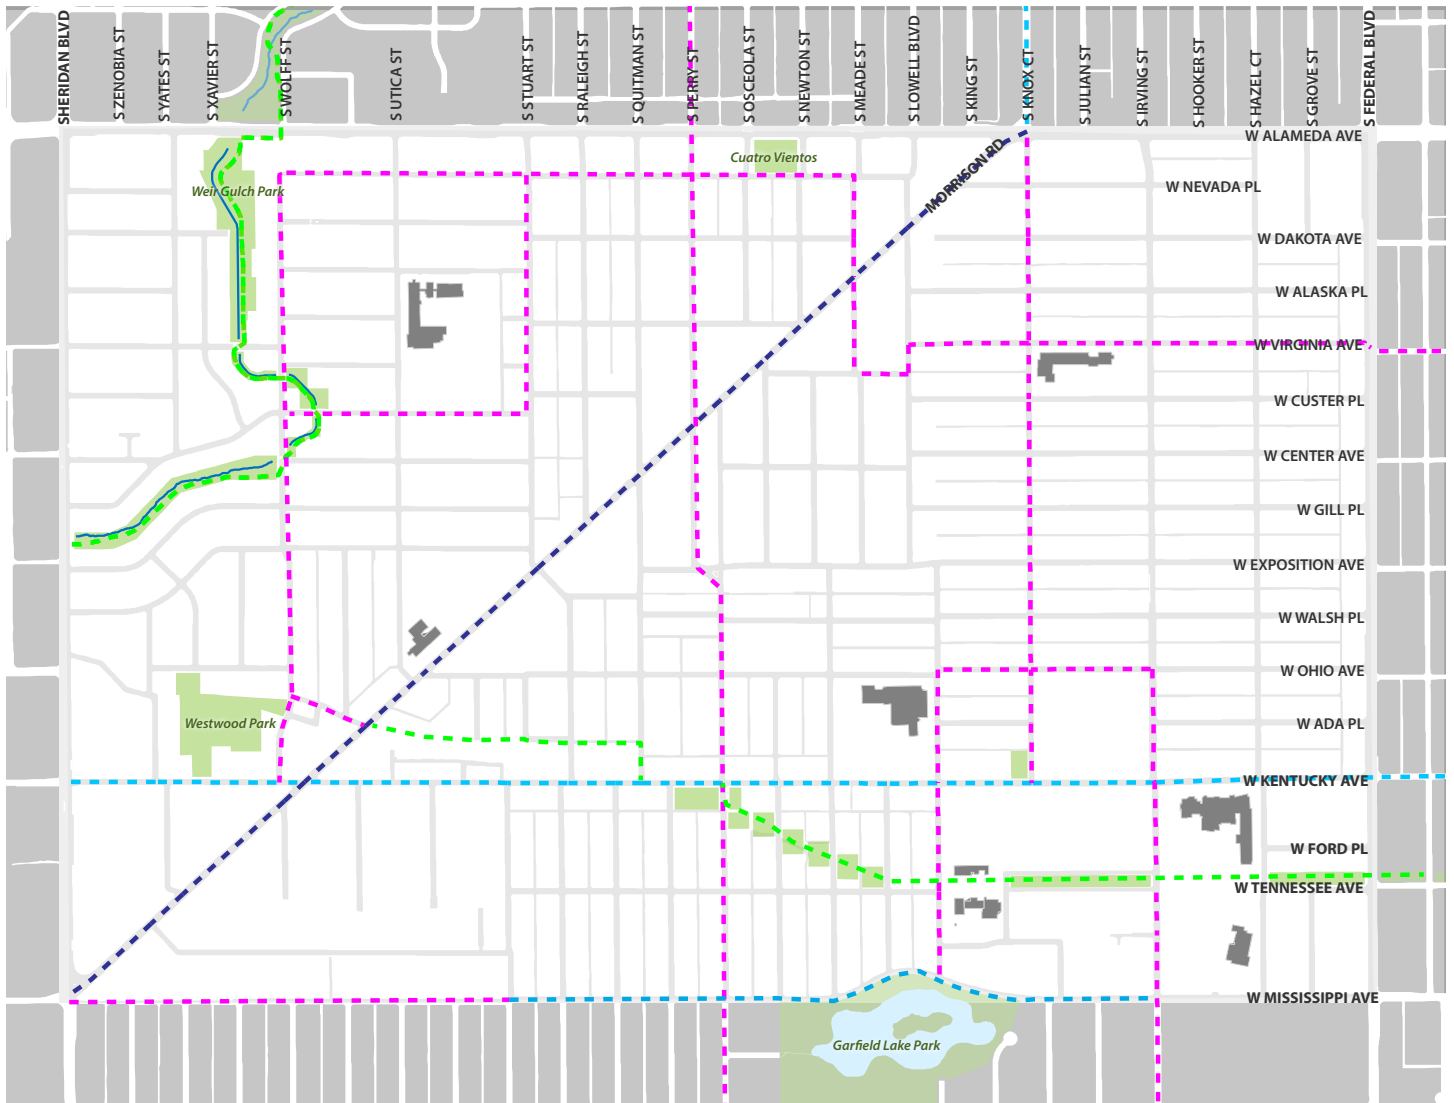 SHERIDAN BLVD
S ZENOBIA ST
S YATES ST
S XAVIER ST
S WOLFF ST
S UTICA ST
S STUART ST
S RALEIGH ST
S QUITMAN ST
S PERRY ST
S OSCEOLA ST
S NEWTON ST
S MEADE ST
S LOWELL BLVD
S KING ST
S KNOX CT
S JULIAN ST
S IRVING ST
S HOOKER ST
S HAZEL CT
S GROVE ST
S FEDERAL BLVD
W ALAMEDA AVE
Cuatro Vientos
MORRISON RD
Weir Gulch Park
W NEVADA PL
W DAKOTA AVE
W ALASKA PL
W VIRGINIA AVE
W CUSTER PL
W CENTER AVE
W GILL PL
W EXPOSITION AVE
W WALSH PL
W OHIO AVE
Westwood Park
W ADA PL
W KENTUCKY AVE
W FORD PL
W TENNESSEE AVE
W MISSISSIPPI AVE
Garfield Lake Park